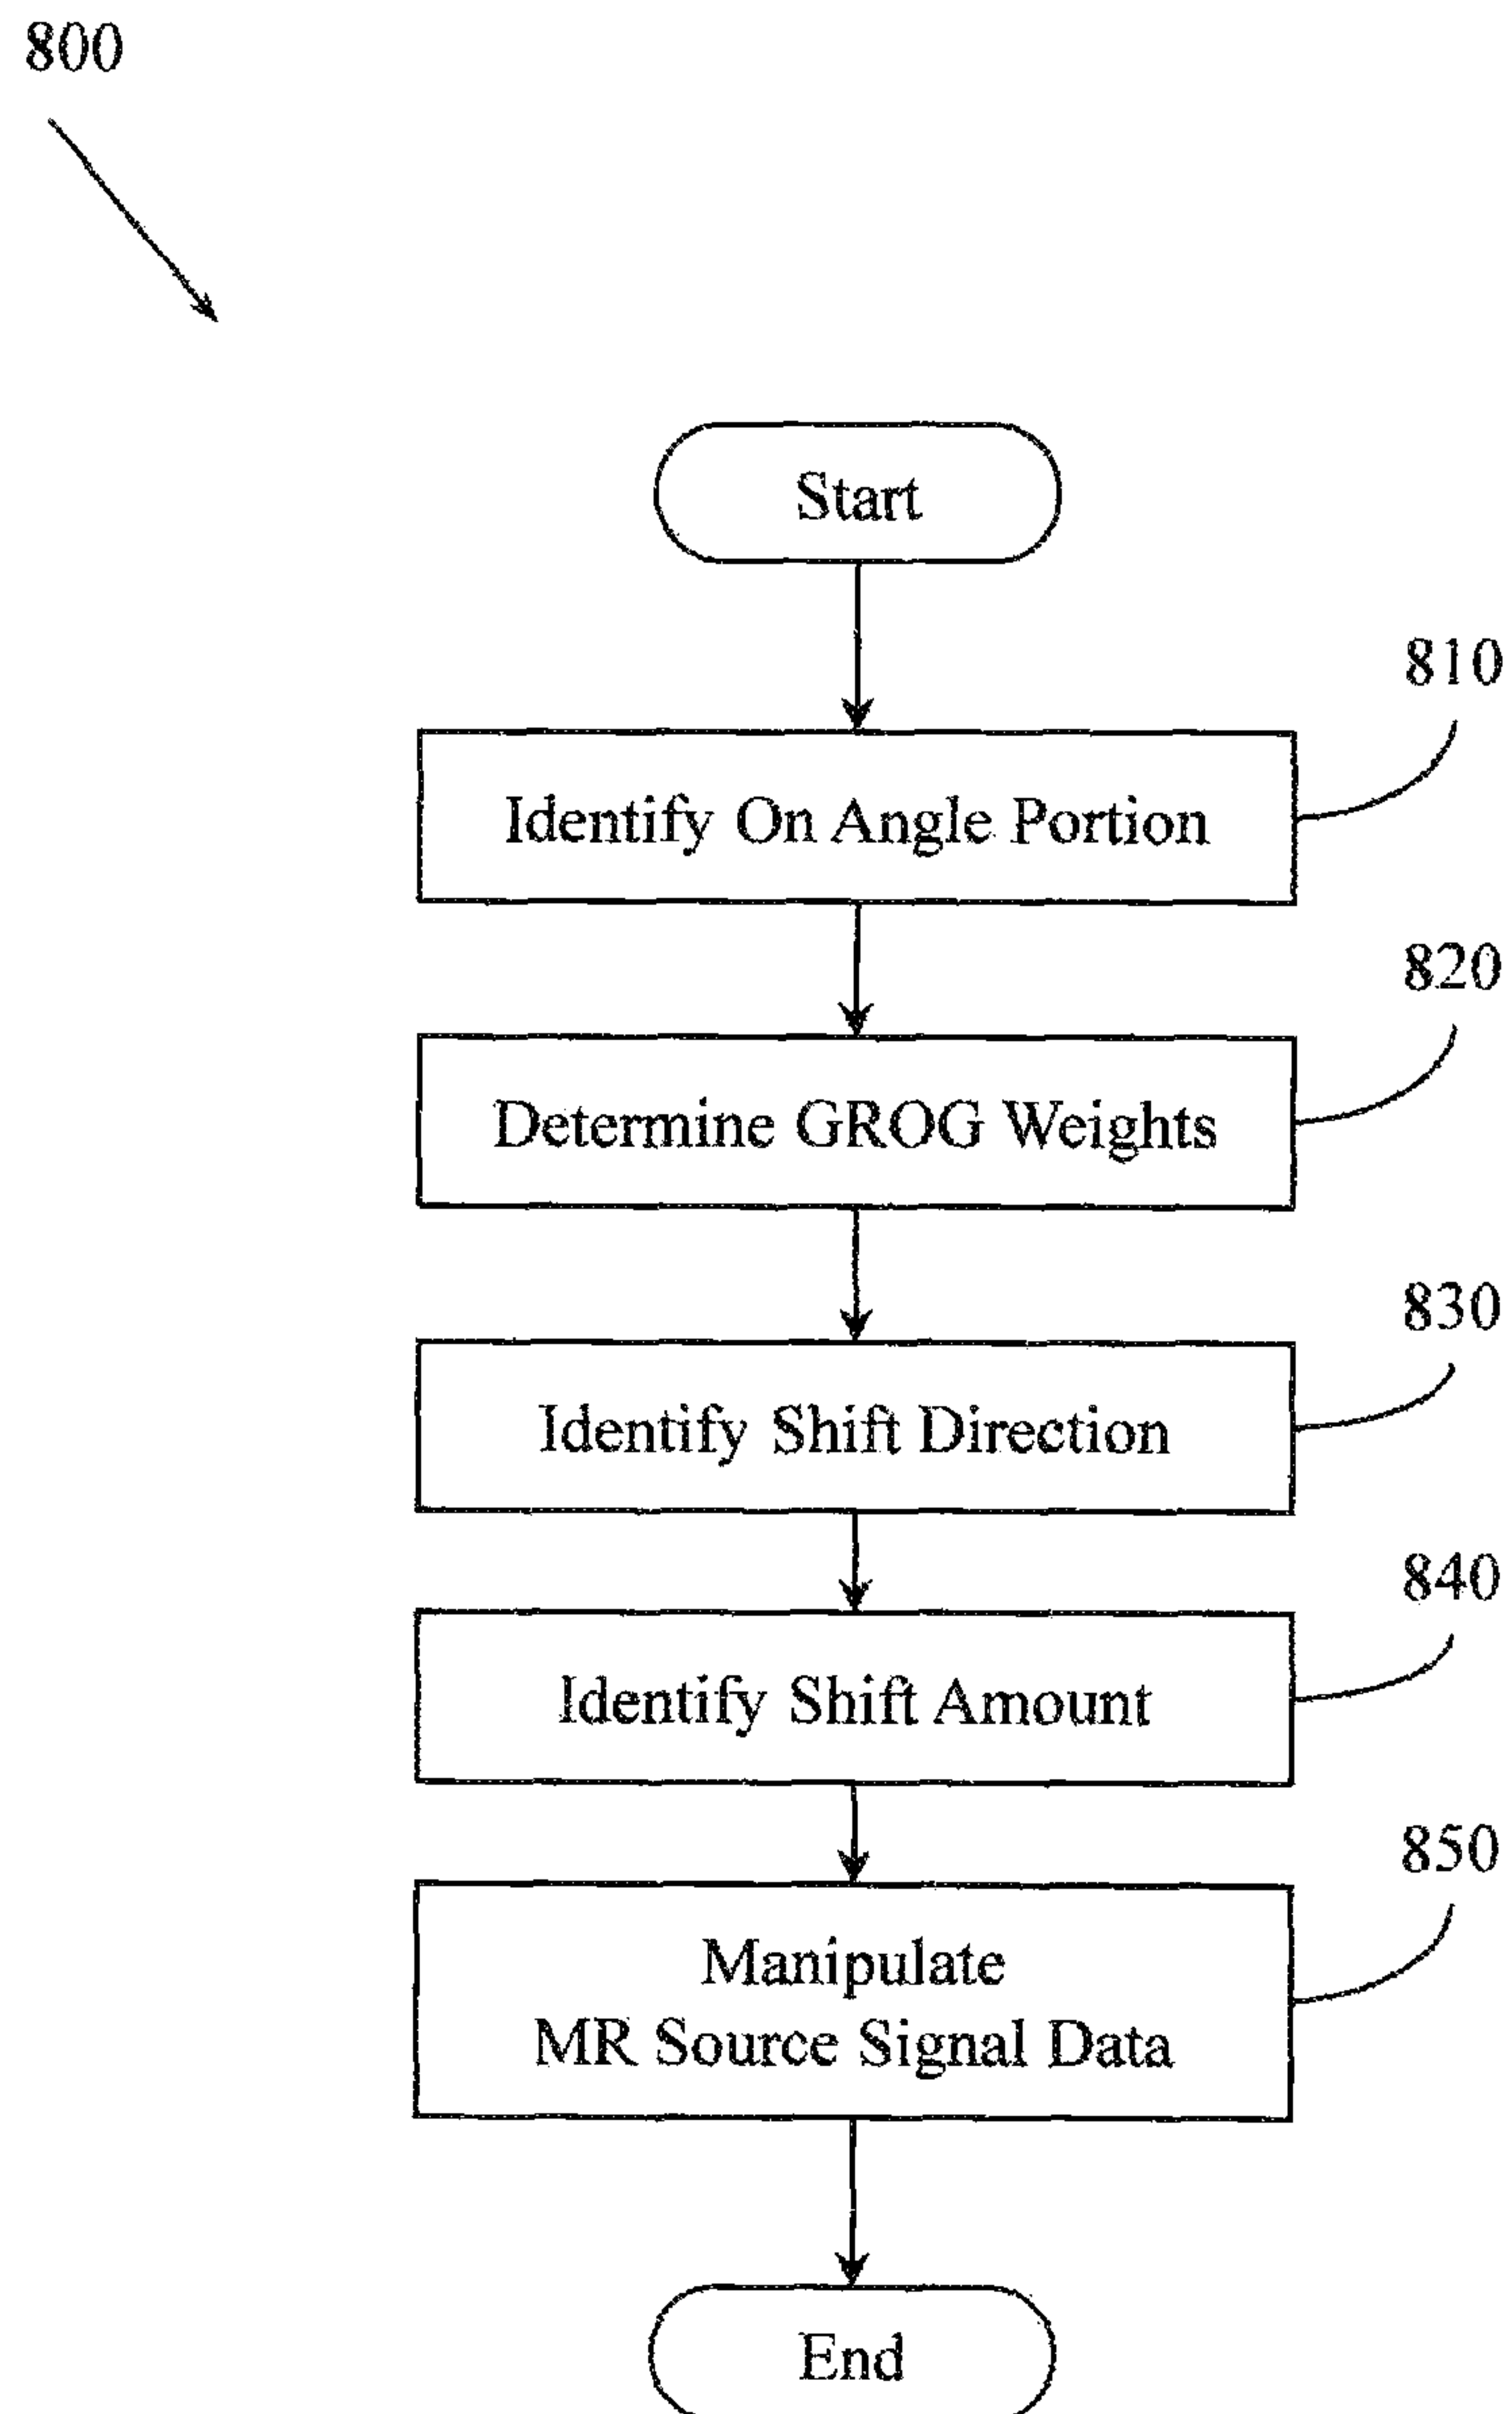 800
Start
810
Identify On Angle Portion
820
Determine GROG Weights
830
Identify Shift Direction
840
Identify Shift Amount
850
Manipulate
MR Source Signal Data
End